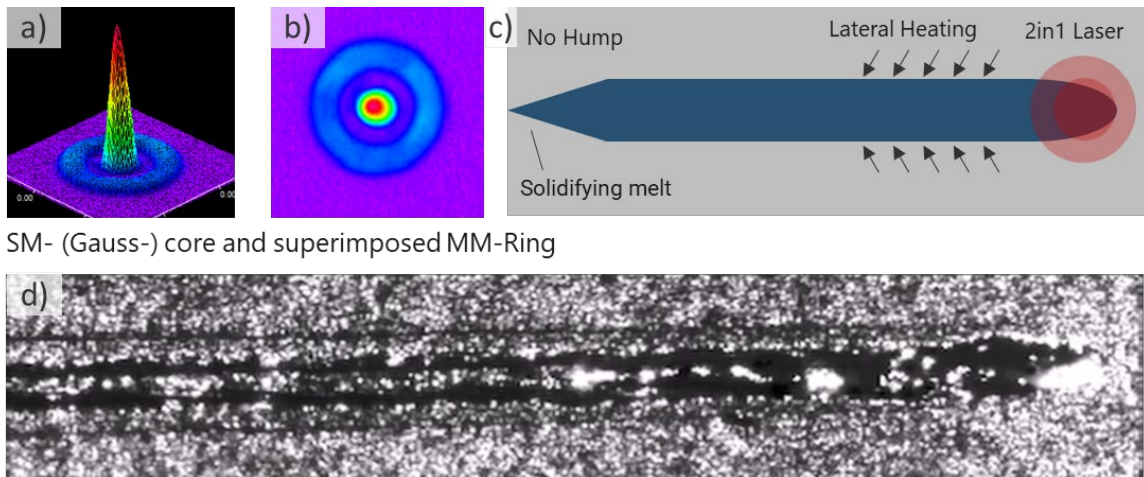 a)
b)
c)
No Hump
Lateral Heating
2in1 Laser
0.00
0.00
Solidifying melt
SM- (Gauss-) core and superimposed MM-Ring
d)